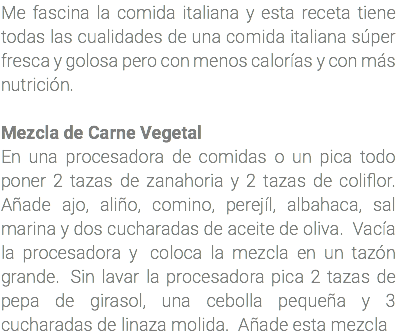 Me fascina la comida italiana y esta receta tiene
todas las cualidades de una comida italiana súper
fresca y golosa pero con menos calorías y con más
nutrición.

Mezcla de Carne Vegetal
En una procesadora de comidas o un pica todo
poner 2 tazas de zanahoria y 2 tazas de coliflor.
Añade ajo, aliño, comino, perejíl, albahaca, sal
marina y dos cucharadas de aceite de oliva.  Vacía
la procesadora y  coloca la mezcla en un tazón
grande.  Sin lavar la procesadora pica 2 tazas de
pepa de girasol, una cebolla pequeña y 3
cucharadas de linaza molida.  Añade esta mezcla